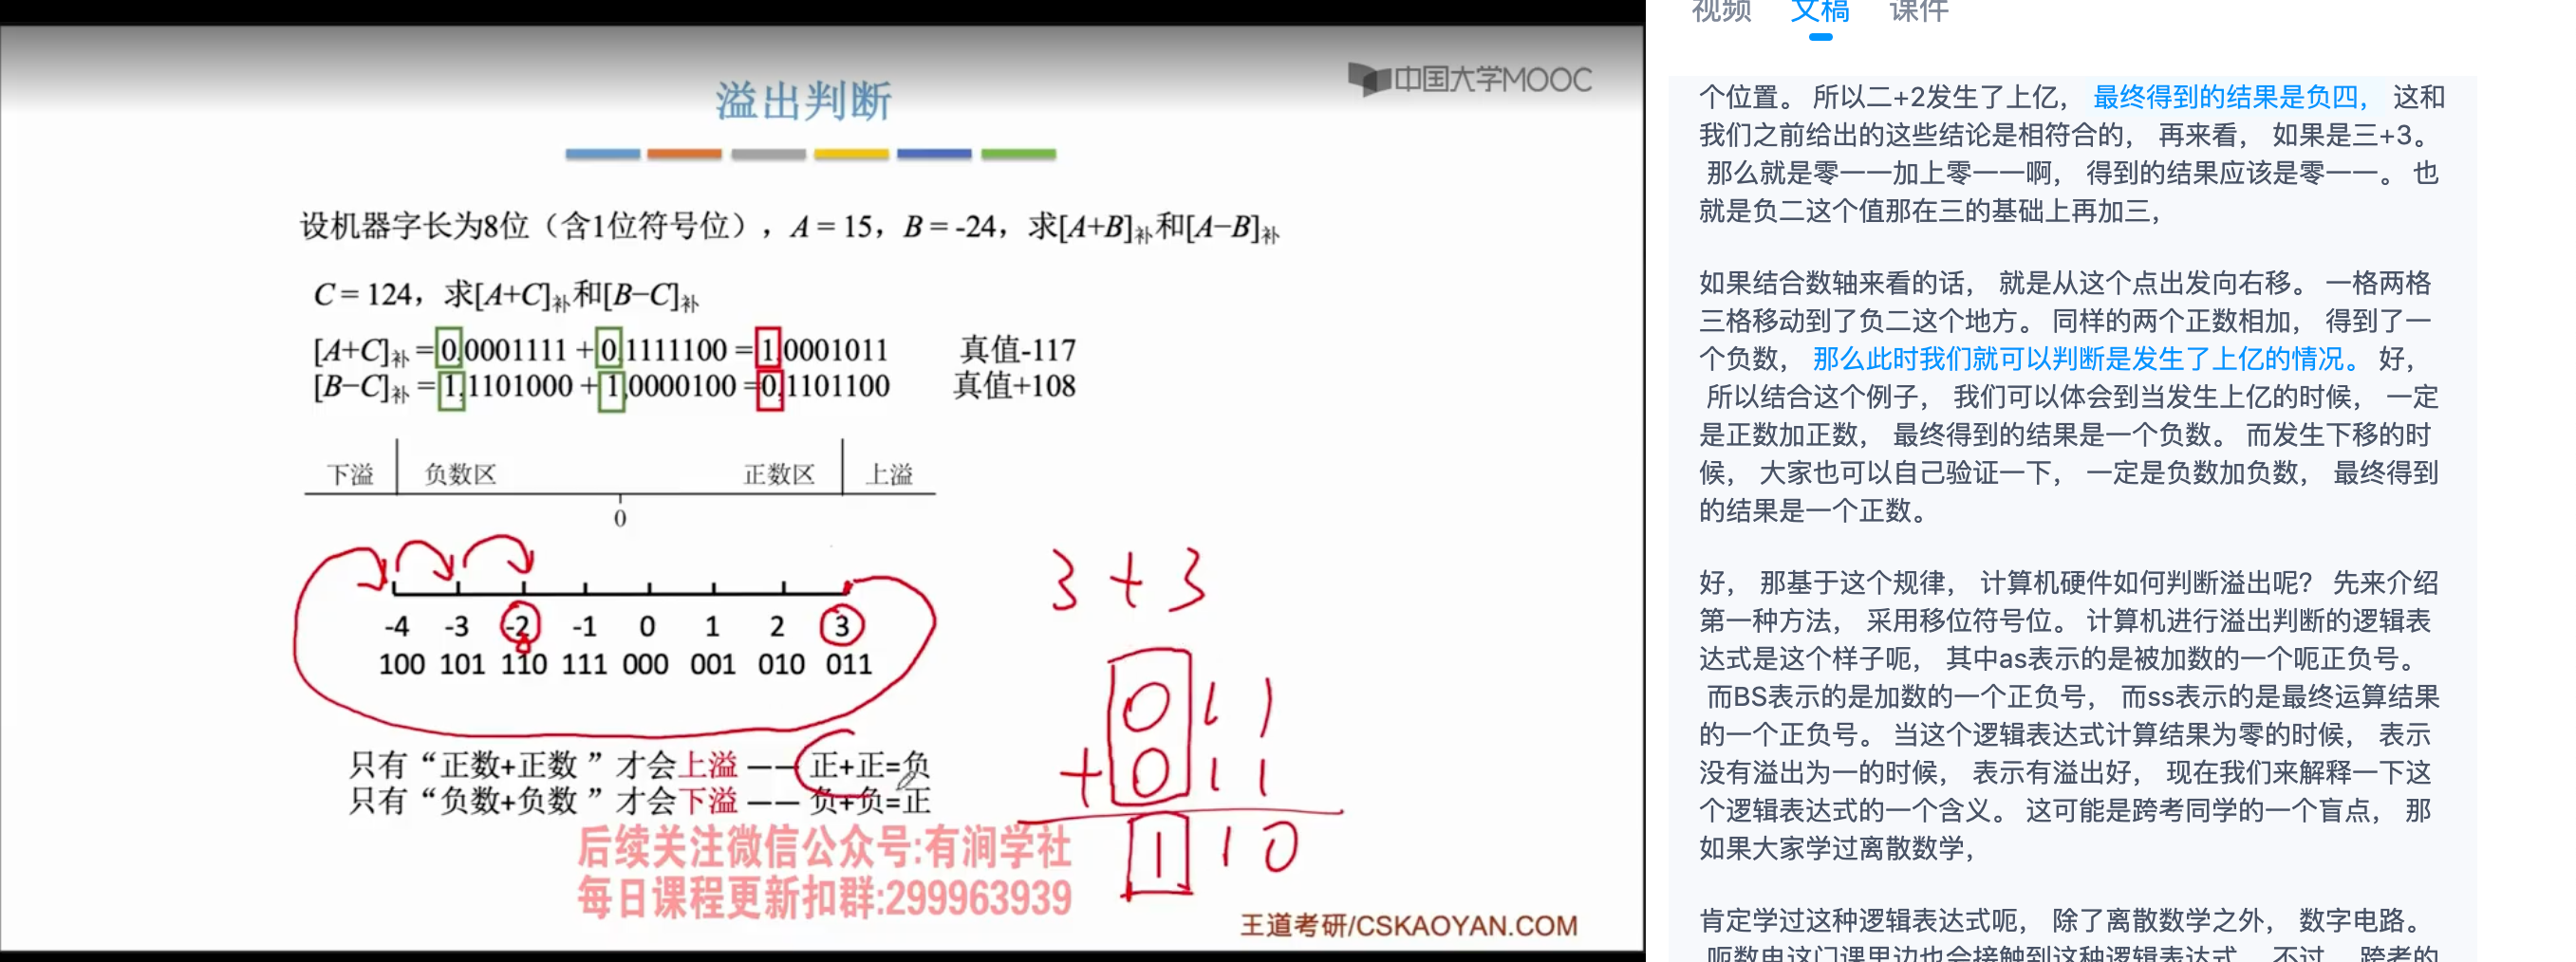 中国大学MOOC
溢出判断
设机器字长为8位（含1位符号位），A = 15，B = -24，求[A+B]补和[A−B]补
C = 124，求[A+C]补和[B−C]补
[A+C]补 = 0,0001111 + 0,1111100 = 1,0001011 真值-117
[B−C]补 = 1,1101000 + 1,0000100 = 0,1101100 真值+108
下溢 负数区 正数区 上溢
0
-4 -3 -2 -1 0 1 2 3
100 101 110 111 000 001 010 011
3 + 3
011
+ 011
110
只有“正数+正数 ”才会上溢 —— 正+正=负
只有“负数+负数 ”才会下溢 —— 负+负=正
后续关注微信公众号:有涧学社
每日课程更新扣群:299963939
王道考研/CSKAOYAN.COM
视频 文稿 课件
个位置。 所以二+2发生了上亿， 最终得到的结果是负四， 这和
我们之前给出的这些结论是相符合的， 再来看， 如果是三+3。
那么就是零一一加上零一一啊， 得到的结果应该是零一一。 也
就是负二这个值那在三的基础上再加三，
如果结合数轴来看的话， 就是从这个点出发向右移。 一格两格
三格移动到了负二这个地方。 同样的两个正数相加， 得到了一
个负数， 那么此时我们就可以判断是发生了上亿的情况。 好，
所以结合这个例子， 我们可以体会到当发生上亿的时候， 一定
是正数加正数， 最终得到的结果是一个负数。 而发生下移的时
候， 大家也可以自己验证一下， 一定是负数加负数， 最终得到
的结果是一个正数。
好， 那基于这个规律， 计算机硬件如何判断溢出呢？ 先来介绍
第一种方法， 采用移位符号位。 计算机进行溢出判断的逻辑表
达式是这个样子呃， 其中as表示的是被加数的一个呃正负号。
而BS表示的是加数的一个正负号， 而ss表示的是最终运算结果
的一个正负号。 当这个逻辑表达式计算结果为零的时候， 表示
没有溢出为一的时候， 表示有溢出好， 现在我们来解释一下这
个逻辑表达式的一个含义。 这可能是跨考同学的一个盲点， 那
如果大家学过离散数学，
肯定学过这种逻辑表达式呃， 除了离散数学之外， 数字电路。
呃数电这门课里边也会接触到这种逻辑表达式， 不过， 跨考的